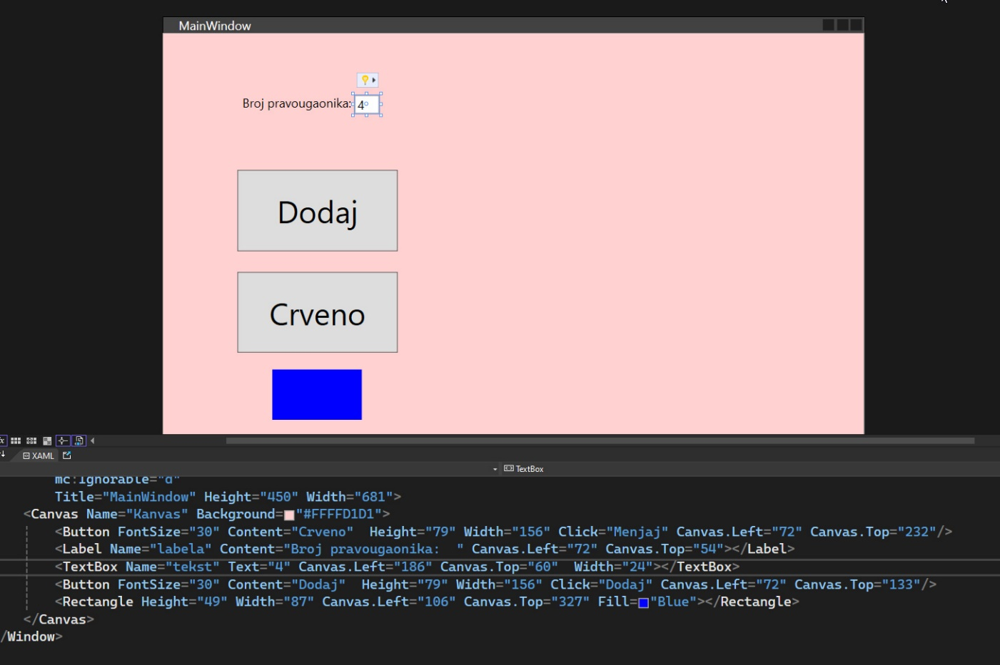 MainWindow
Broj pravougaonika: 4
Dodaj
Crveno
XAML
TextBox
mc:Ignorable="d"
Title="MainWindow" Height="450" Width="681">
<Canvas Name="Kanvas" Background="#FFFFD1D1">
<Button FontSize="30" Content="Crveno"  Height="79" Width="156" Click="Menjaj" Canvas.Left="72" Canvas.Top="232"/>
<Label Name="labela" Content="Broj pravougaonika:  " Canvas.Left="72" Canvas.Top="54"></Label>
<TextBox Name="tekst" Text="4" Canvas.Left="186" Canvas.Top="60"  Width="24"></TextBox>
<Button FontSize="30" Content="Dodaj"  Height="79" Width="156" Click="Dodaj" Canvas.Left="72" Canvas.Top="133"/>
<Rectangle Height="49" Width="87" Canvas.Left="106" Canvas.Top="327" Fill="Blue"></Rectangle>
</Canvas>
/Window>